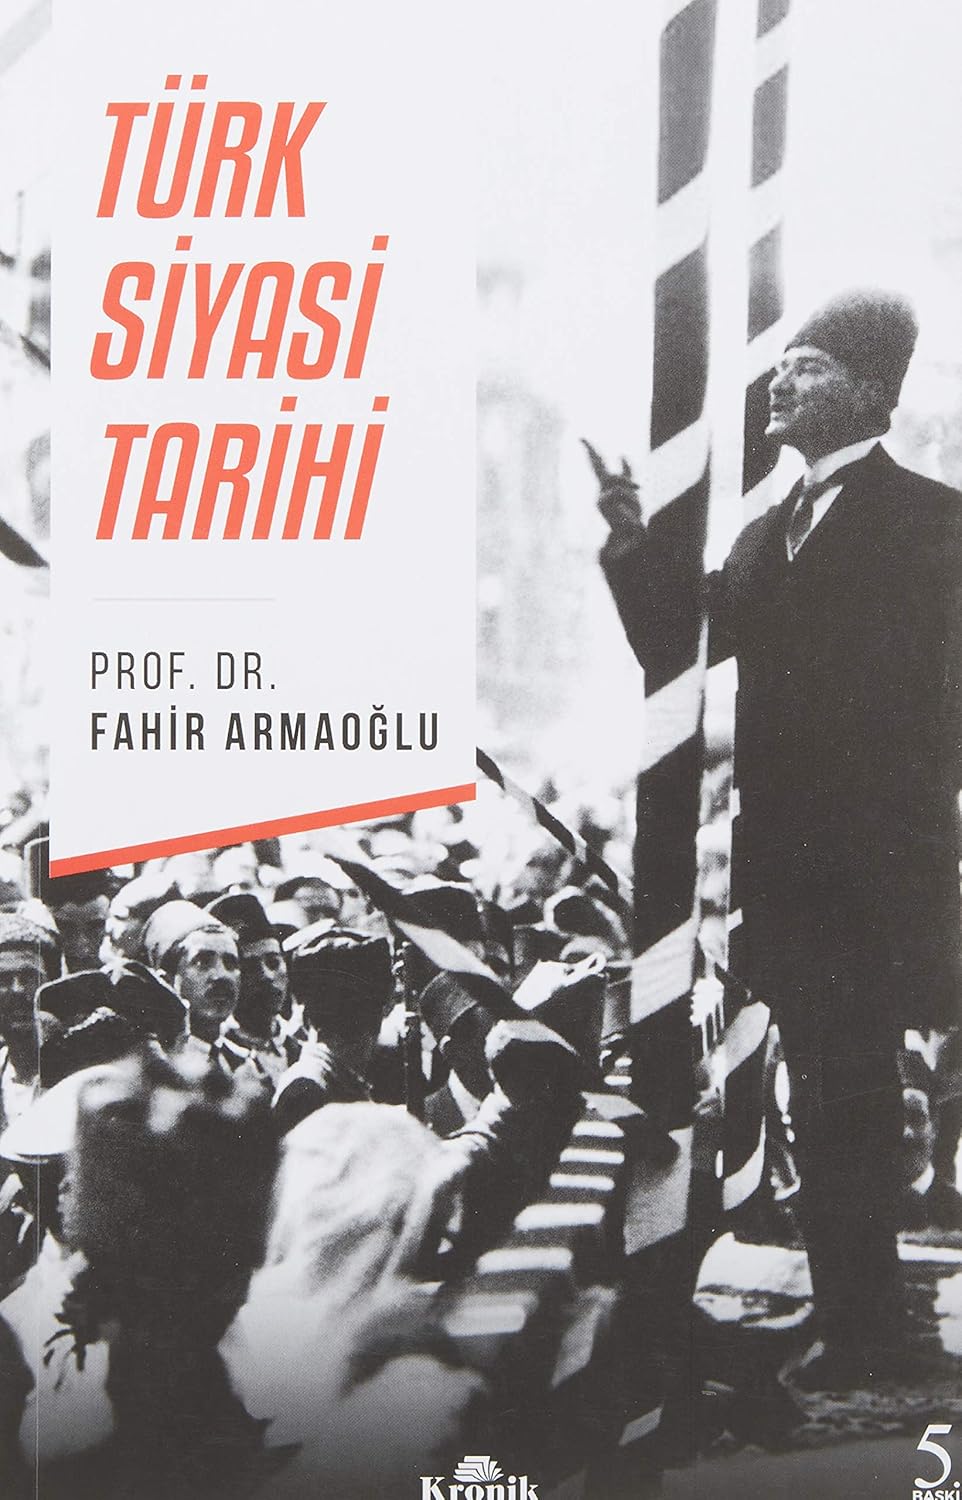 TÜRK
SİYASİ
TARİHİ
PROF. DR.
FAHİR ARMAOĞLU
5.
BASKI
Kronik